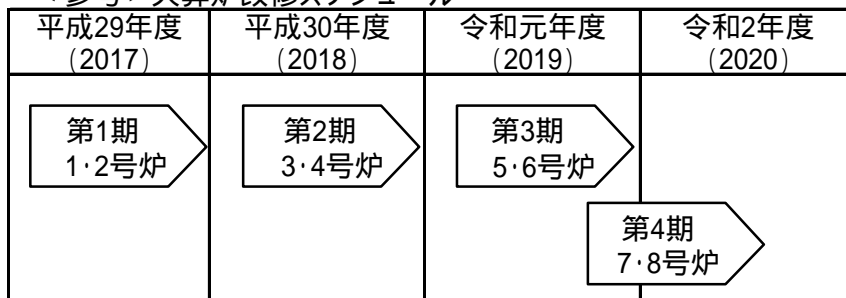 平成29年度 平成30年度 令和元年度 令和2年度
(2017) (2018) (2019) (2020)
第1期
1・2号炉
第2期
3・4号炉
第3期
5・6号炉
第4期
7・8号炉